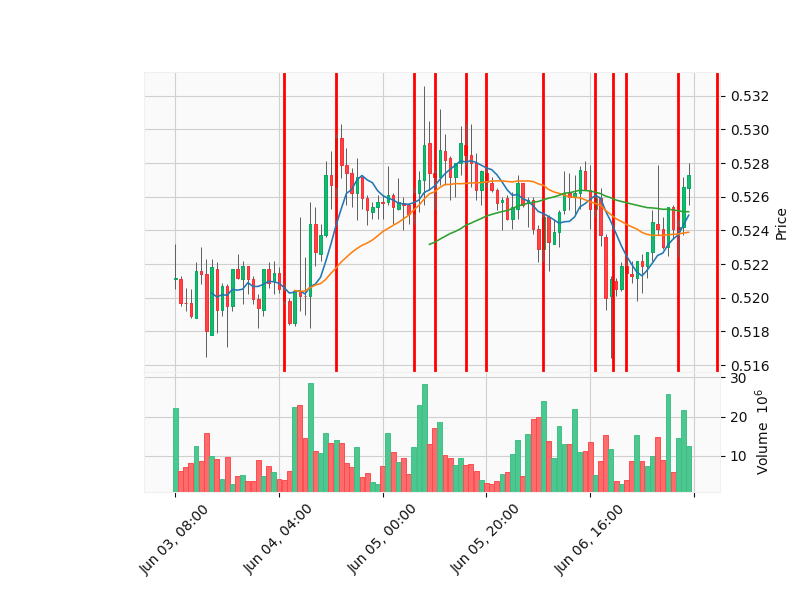 0.532
0.530
0.528
0.526
0.524
0.522
0.520
0.518
0.516
Price
30
20
10
Volume 10⁶
Jun 03, 08:00
Jun 04, 04:00
Jun 05, 00:00
Jun 05, 20:00
Jun 06, 16:00